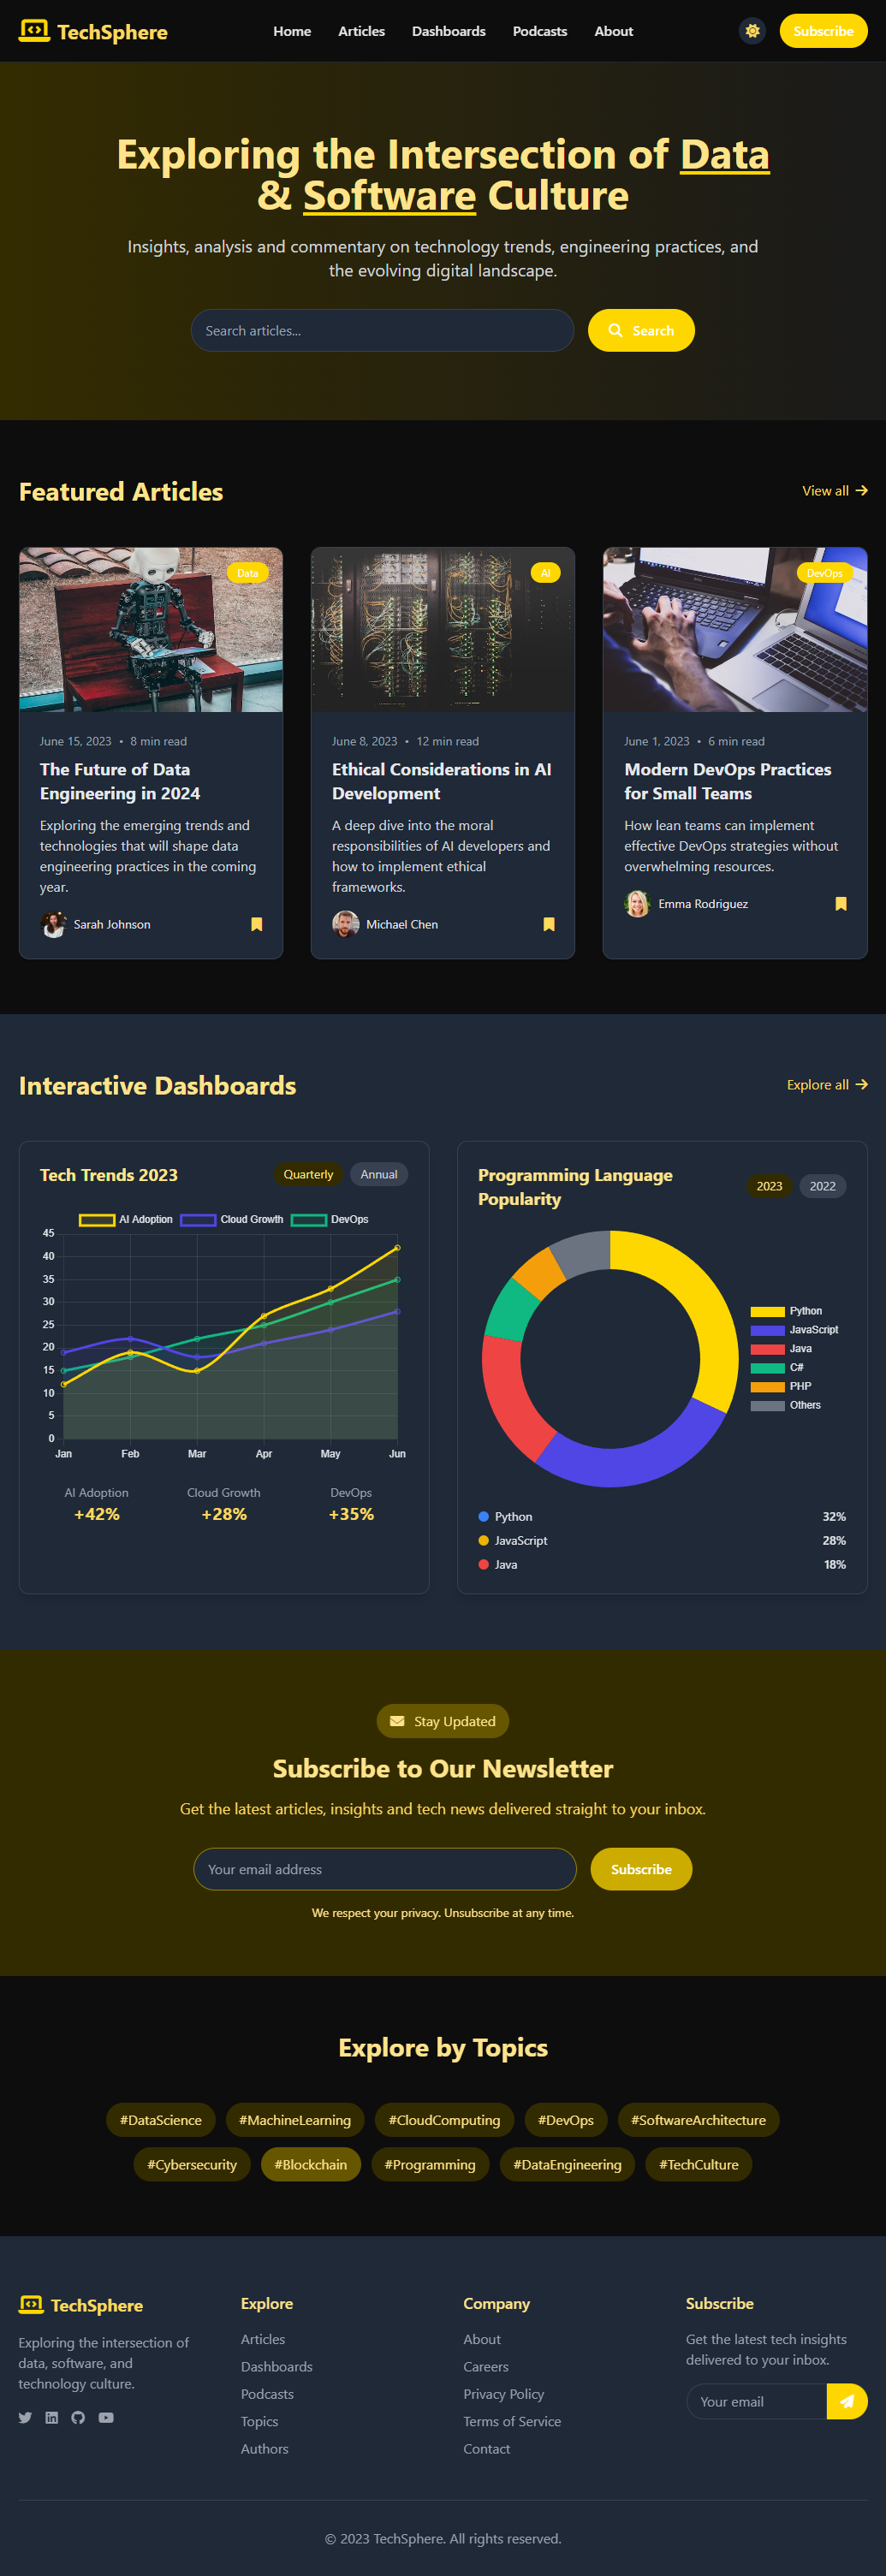 TechSphere
Home
Articles
Dashboards
Podcasts
About
Subscribe
Exploring the Intersection of Data
& Software Culture
Insights, analysis and commentary on technology trends, engineering practices, and
the evolving digital landscape.
Search articles...
Search
Featured Articles
View all
Data
June 15, 2023 • 8 min read
The Future of Data
Engineering in 2024
Exploring the emerging trends and
technologies that will shape data
engineering practices in the coming
year.
Sarah Johnson
AI
June 8, 2023 • 12 min read
Ethical Considerations in AI
Development
A deep dive into the moral
responsibilities of AI developers and
how to implement ethical
frameworks.
Michael Chen
DevOps
June 1, 2023 • 6 min read
Modern DevOps Practices
for Small Teams
How lean teams can implement
effective DevOps strategies without
overwhelming resources.
Emma Rodriguez
Interactive Dashboards
Explore all
Tech Trends 2023
Quarterly
Annual
AI Adoption
Cloud Growth
DevOps
45
40
35
30
25
20
15
10
5
0
Jan
Feb
Mar
Apr
May
Jun
AI Adoption
+42%
Cloud Growth
+28%
DevOps
+35%
Programming Language
Popularity
2023
2022
Python
JavaScript
Java
C#
PHP
Others
Python 32%
JavaScript 28%
Java 18%
Stay Updated
Subscribe to Our Newsletter
Get the latest articles, insights and tech news delivered straight to your inbox.
Your email address
Subscribe
We respect your privacy. Unsubscribe at any time.
Explore by Topics
#DataScience
#MachineLearning
#CloudComputing
#DevOps
#SoftwareArchitecture
#Cybersecurity
#Blockchain
#Programming
#DataEngineering
#TechCulture
TechSphere
Exploring the intersection of
data, software, and
technology culture.
Explore
Articles
Dashboards
Podcasts
Topics
Authors
Company
About
Careers
Privacy Policy
Terms of Service
Contact
Subscribe
Get the latest tech insights
delivered to your inbox.
Your email
© 2023 TechSphere. All rights reserved.